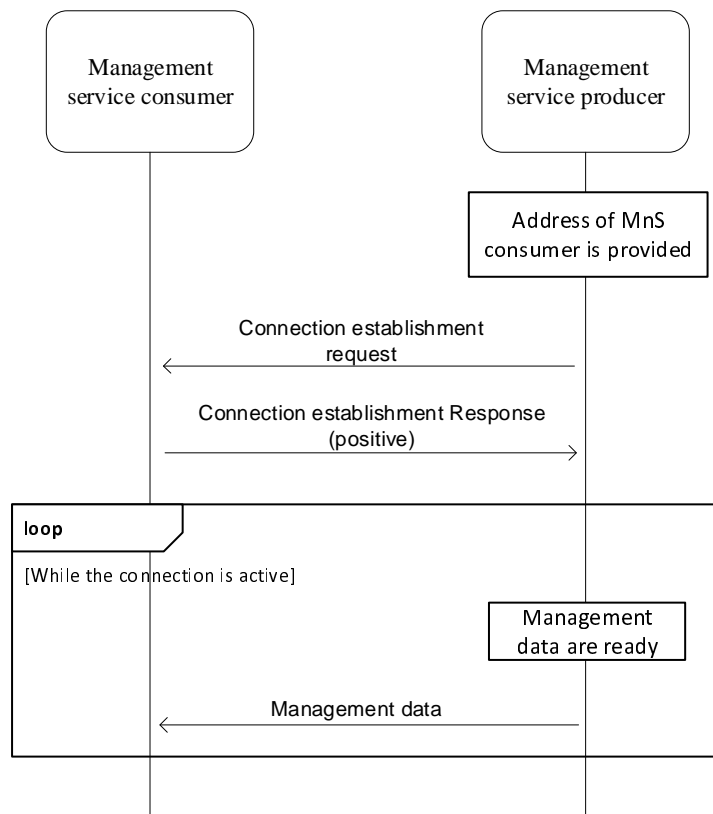 Management
service consumer
Management
service producer
Address of MnS
consumer is provided
Connection establishment
request
Connection establishment Response
(positive)
loop
[While the connection is active]
Management
data are ready
Management data